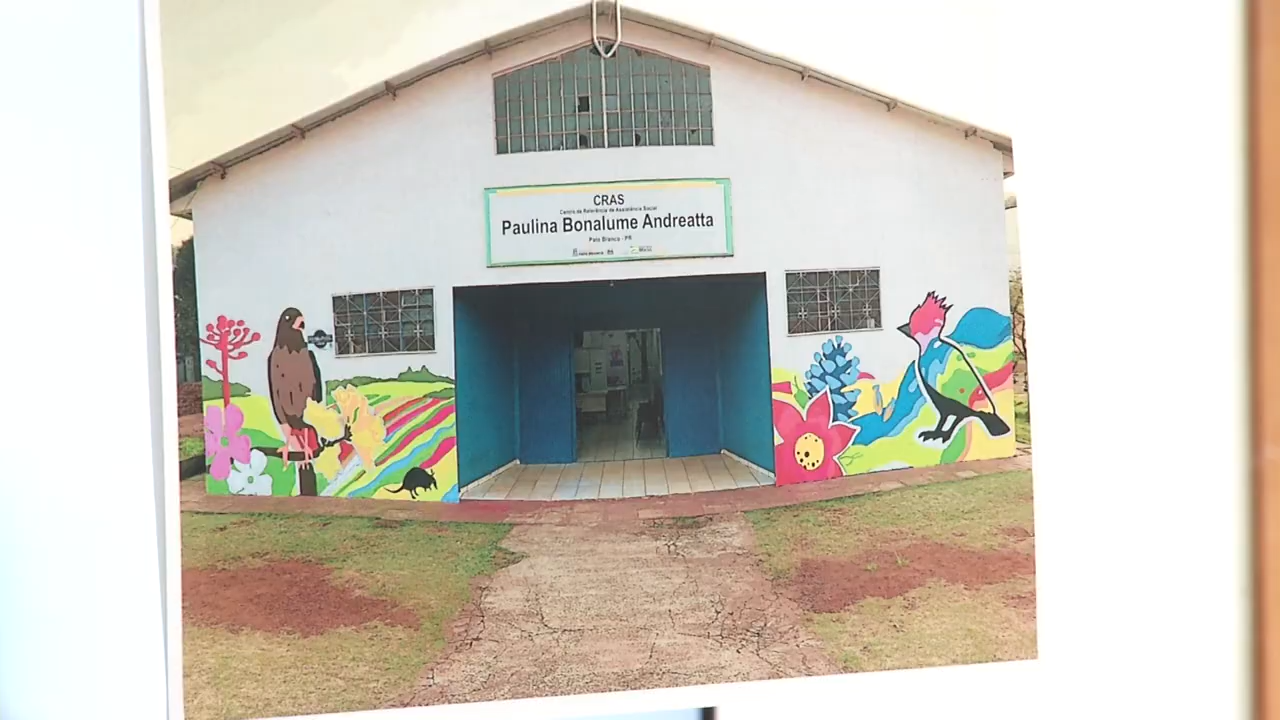 CRAS
Centro de Referência de Assistência Social
Paulina Bonalume Andreatta
Pato Branco - PR